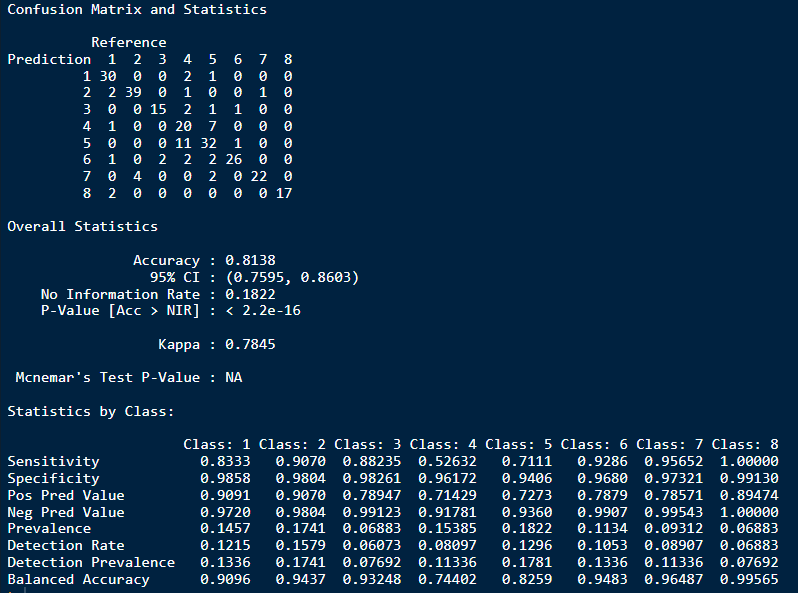 Confusion Matrix and Statistics
Reference
Prediction 1 2 3 4 5 6 7 8
1 30 0 0 2 1 0 0 0
2 2 39 0 1 0 0 1 0
3 0 0 15 2 1 1 0 0
4 1 0 0 20 7 0 0 0
5 0 0 0 11 32 1 0 0
6 1 0 2 2 2 26 0 0
7 0 4 0 0 2 0 22 0
8 2 0 0 0 0 0 0 17
Overall Statistics
Accuracy : 0.8138
95% CI : (0.7595, 0.8603)
No Information Rate : 0.1822
P-Value [Acc > NIR] : < 2.2e-16
Kappa : 0.7845
Mcnemar's Test P-Value : NA
Statistics by Class:
Class: 1 Class: 2 Class: 3 Class: 4 Class: 5 Class: 6 Class: 7 Class: 8
Sensitivity 0.8333 0.9070 0.88235 0.52632 0.7111 0.9286 0.95652 1.00000
Specificity 0.9858 0.9804 0.98261 0.96172 0.9406 0.9680 0.97321 0.99130
Pos Pred Value 0.9091 0.9070 0.78947 0.71429 0.7273 0.7879 0.78571 0.89474
Neg Pred Value 0.9720 0.9804 0.99123 0.91781 0.9360 0.9907 0.99543 1.00000
Prevalence 0.1457 0.1741 0.06883 0.15385 0.1822 0.1134 0.09312 0.06883
Detection Rate 0.1215 0.1579 0.06073 0.08097 0.1296 0.1053 0.08907 0.06883
Detection Prevalence 0.1336 0.1741 0.07692 0.11336 0.1781 0.1336 0.11336 0.07692
Balanced Accuracy 0.9096 0.9437 0.93248 0.74402 0.8259 0.9483 0.96487 0.99565